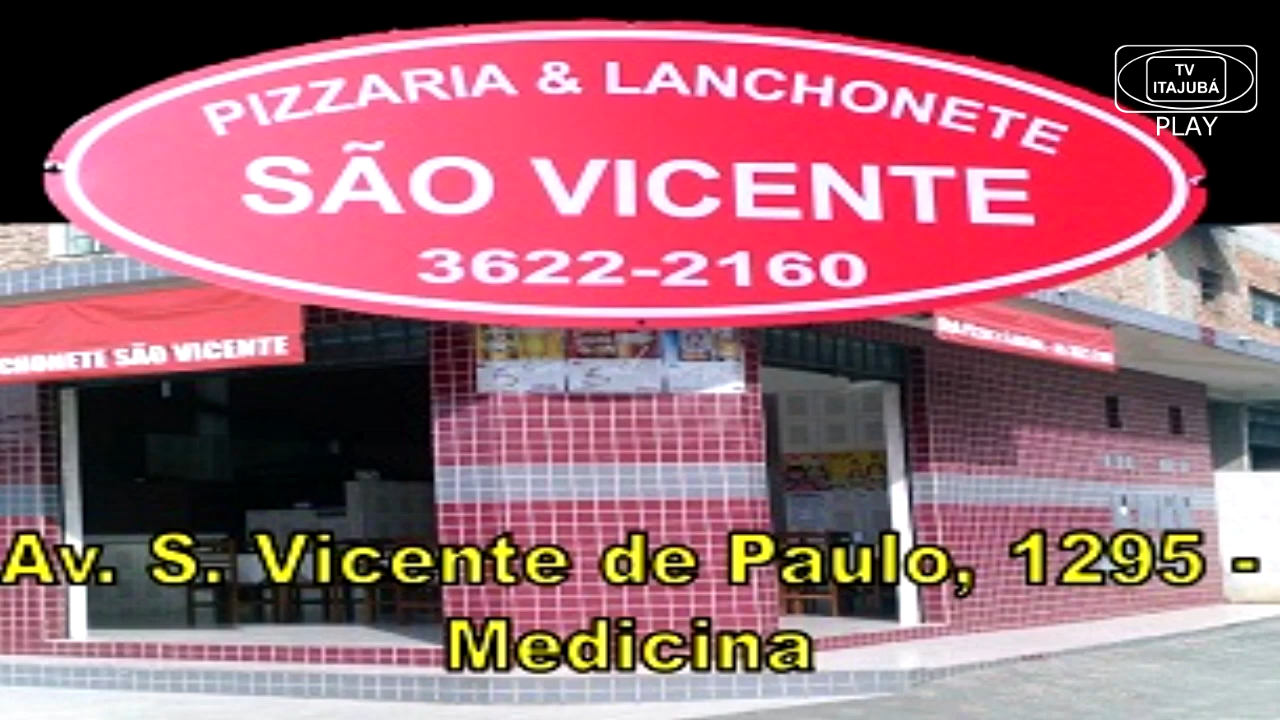 TV
ITAJUBÁ
PLAY
PIZZARIA & LANCHONETE
SÃO VICENTE
3622-2160
CHONETE SÃO VICENTE
Av. S. Vicente de Paulo, 1295 -
Medicina